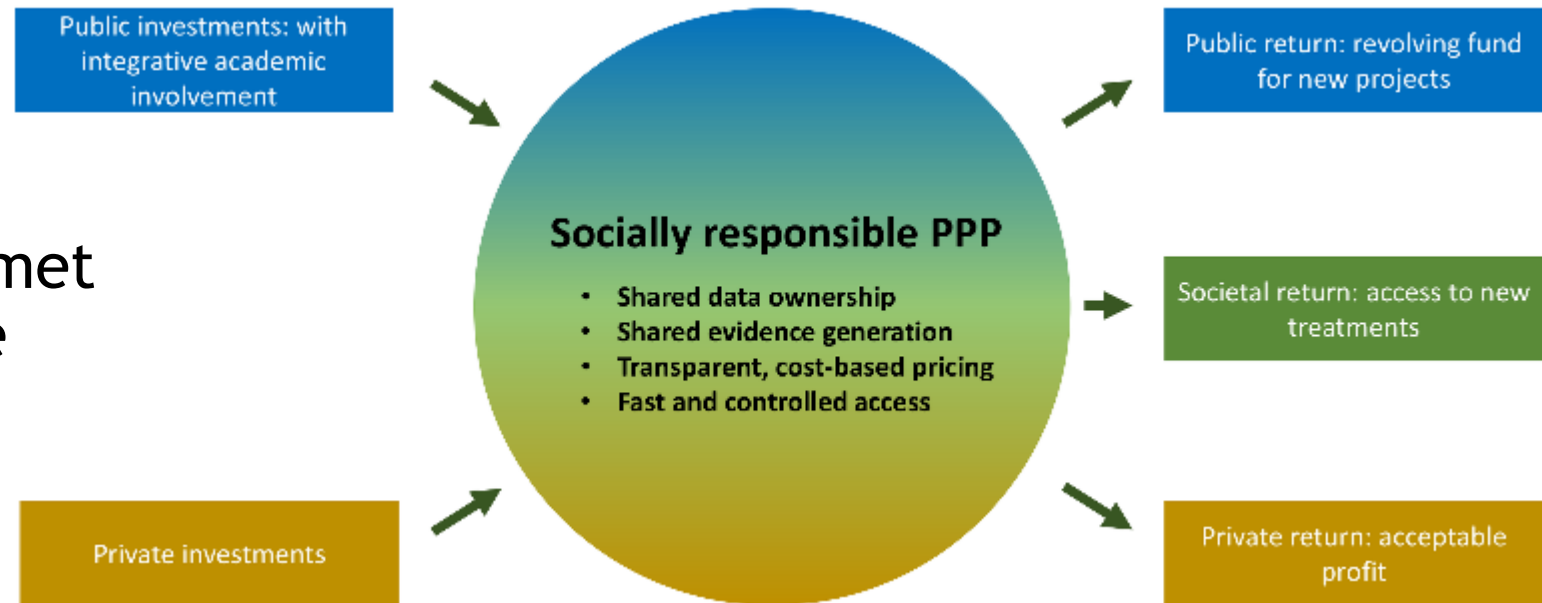 Public investments: with
integrative academic
involvement
met
e
Private investments
Socially responsible PPP
• Shared data ownership
• Shared evidence generation
• Transparent, cost-based pricing
• Fast and controlled access
Public return: revolving fund
for new projects
Societal return: access to new
treatments
Private return: acceptable
profit